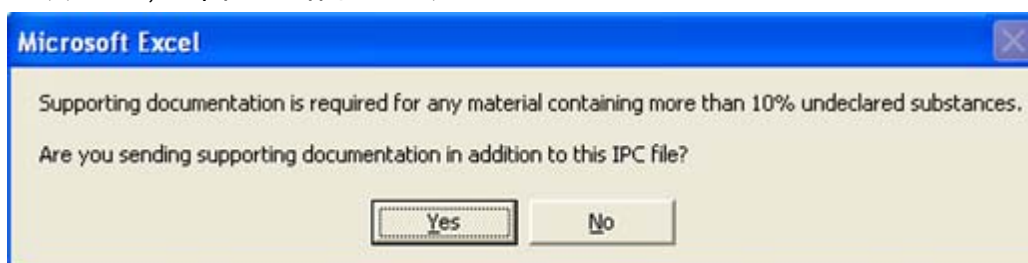 Microsoft Excel
Supporting documentation is required for any material containing more than 10% undeclared substances.
Are you sending supporting documentation in addition to this IPC file?
Yes
No